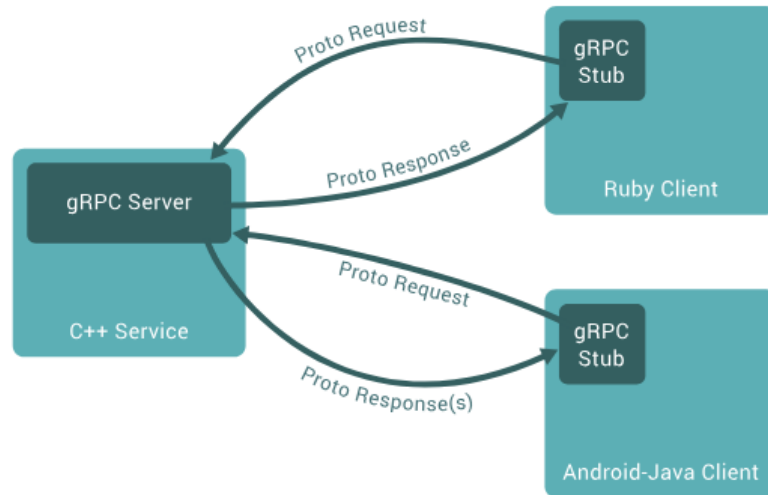 Proto Request
gRPC
Stub
Proto Response
Ruby Client
gRPC Server
C++ Service
Proto Request
gRPC
Stub
Proto Response(s)
Android-Java Client